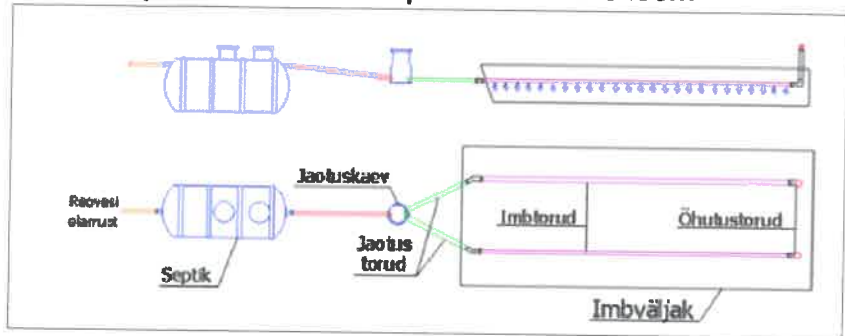 Jaotuskaev
Reovesi
elamust
Imbtorud
Õhutustorud
Jaotus
torud
Septik
Imbväljak